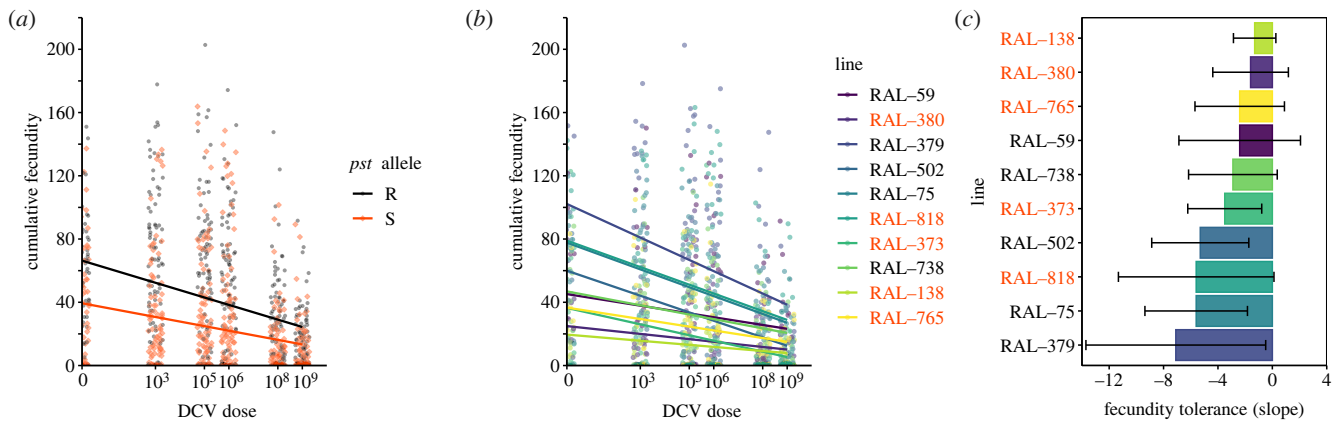 (a)
220
200
160
120
80
40
0
cumulative fecundity
0 10³ 10⁵ 10⁶ 10⁸ 10⁹
DCV dose
pst allele
R
S
(b)
200
160
120
80
40
0
cumulative fecundity
0 10³ 10⁵ 10⁶ 10⁸ 10⁹
DCV dose
line
RAL–59
RAL–380
RAL–379
RAL–502
RAL–75
RAL–818
RAL–373
RAL–738
RAL–138
RAL–765
(c)
line
RAL–138
RAL–380
RAL–765
RAL–59
RAL–738
RAL–373
RAL–502
RAL–818
RAL–75
RAL–379
–12 –8 –4 0 4
fecundity tolerance (slope)